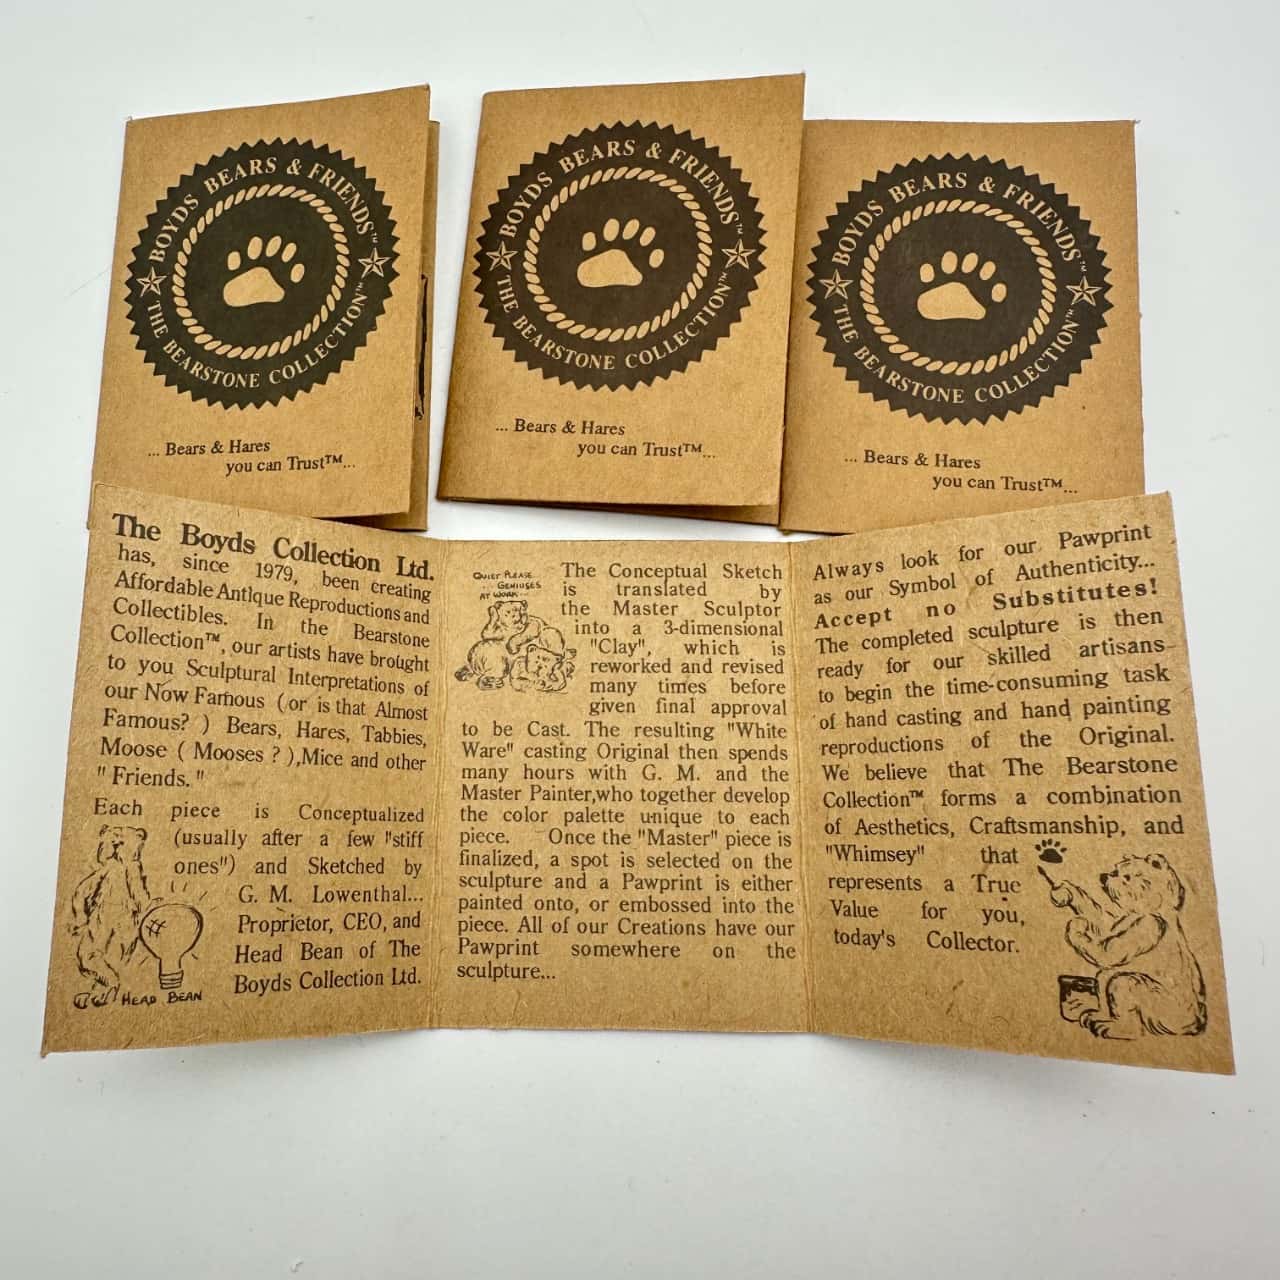 BOYDS BEARS & FRIENDS™
THE BEARSTONE COLLECTION™
... Bears & Hares
you can Trust™...
BOYDS BEARS & FRIENDS™
THE BEARSTONE COLLECTION™
... Bears & Hares
you can Trust™...
BOYDS BEARS & FRIENDS™
THE BEARSTONE COLLECTION™
... Bears & Hares
you can Trust™...
The Boyds Collection Ltd.
has, since 1979, been creating
Affordable Antique Reproductions and
Collectibles. In the Bearstone
Collection™, our artists have brought
to you Sculptural Interpretations of
our Now Famous (or is that Almost
Famous? ) Bears, Hares, Tabbies,
Moose ( Mooses ? ),Mice and other
" Friends. "
Each piece is Conceptualized
(usually after a few "stiff
ones") and Sketched by
G. M. Lowenthal...
Proprietor, CEO, and
Head Bean of The
Boyds Collection Ltd.
HEAD BEAN
QUIET PLEASE
... GENIUSES
AT WORK...
The Conceptual Sketch
is translated by
the Master Sculptor
into a 3-dimensional
"Clay", which is
reworked and revised
many times before
given final approval
to be Cast. The resulting "White
Ware" casting Original then spends
many hours with G. M. and the
Master Painter,who together develop
the color palette unique to each
piece. Once the "Master" piece is
finalized, a spot is selected on the
sculpture and a Pawprint is either
painted onto, or embossed into the
piece. All of our Creations have our
Pawprint somewhere on the
sculpture...
Always look for our Pawprint
as our Symbol of Authenticity...
Accept no Substitutes!
The completed sculpture is then
ready for our skilled artisans
to begin the time-consuming task
of hand casting and hand painting
reproductions of the Original.
We believe that The Bearstone
Collection™ forms a combination
of Aesthetics, Craftsmanship, and
"Whimsey" that
represents a True
Value for you,
today's Collector.